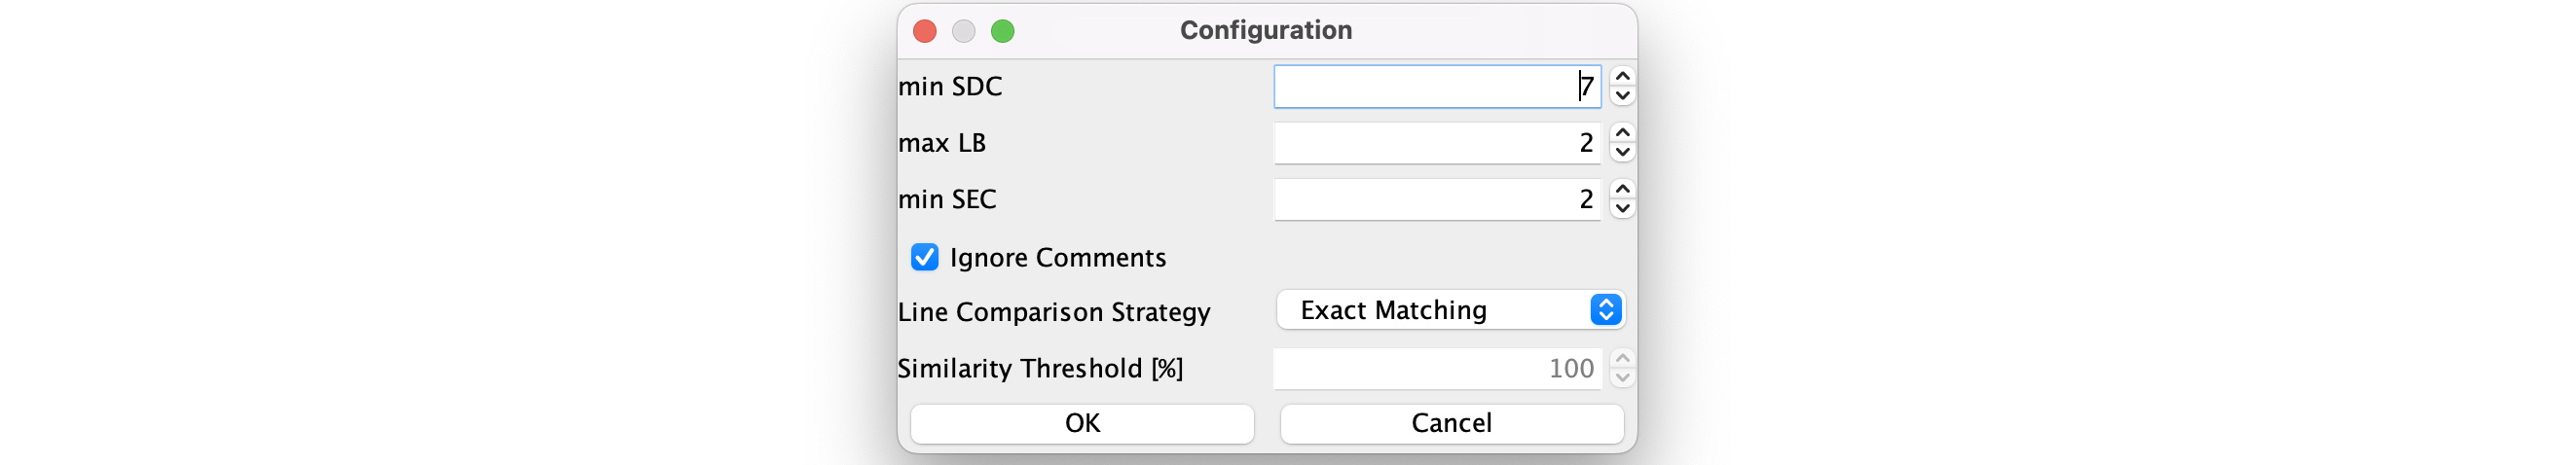 Configuration
min SDC 7
max LB 2
min SEC 2
Ignore Comments
Line Comparison Strategy Exact Matching
Similarity Threshold [%] 100
OK Cancel